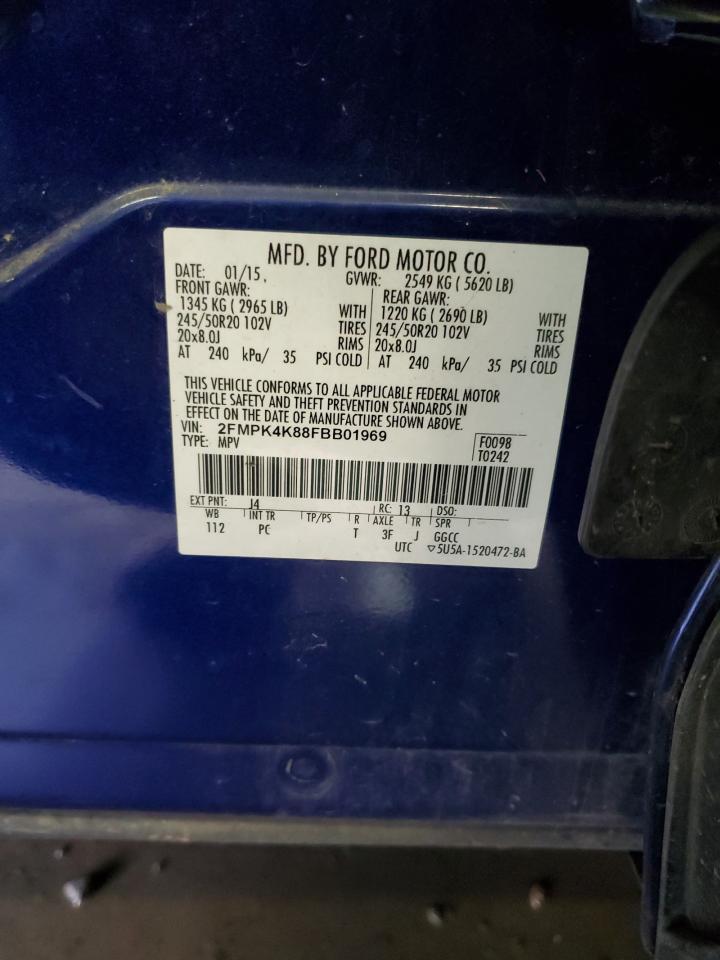 MFD. BY FORD MOTOR CO.
DATE: 01/15, GVWR: 2549 KG ( 5620 LB)
FRONT GAWR: REAR GAWR:
1345 KG ( 2965 LB) WITH 1220 KG ( 2690 LB) WITH
245/50R20 102V TIRES 245/50R20 102V TIRES
20x8.0J RIMS 20x8.0J RIMS
AT 240 kPa/ 35 PSI COLD AT 240 kPa/ 35 PSI COLD
THIS VEHICLE CONFORMS TO ALL APPLICABLE FEDERAL MOTOR
VEHICLE SAFETY AND THEFT PREVENTION STANDARDS IN
EFFECT ON THE DATE OF MANUFACTURE SHOWN ABOVE.
VIN: 2FMPK4K88FBB01969 F0098
TYPE: MPV T0242
EXT PNT: J4 RC: 13 DSO:
WB INT TR TP/PS R AXLE TR SPR
112 PC T 3F J GGCC
UTC ▽5U5A-1520472-BA